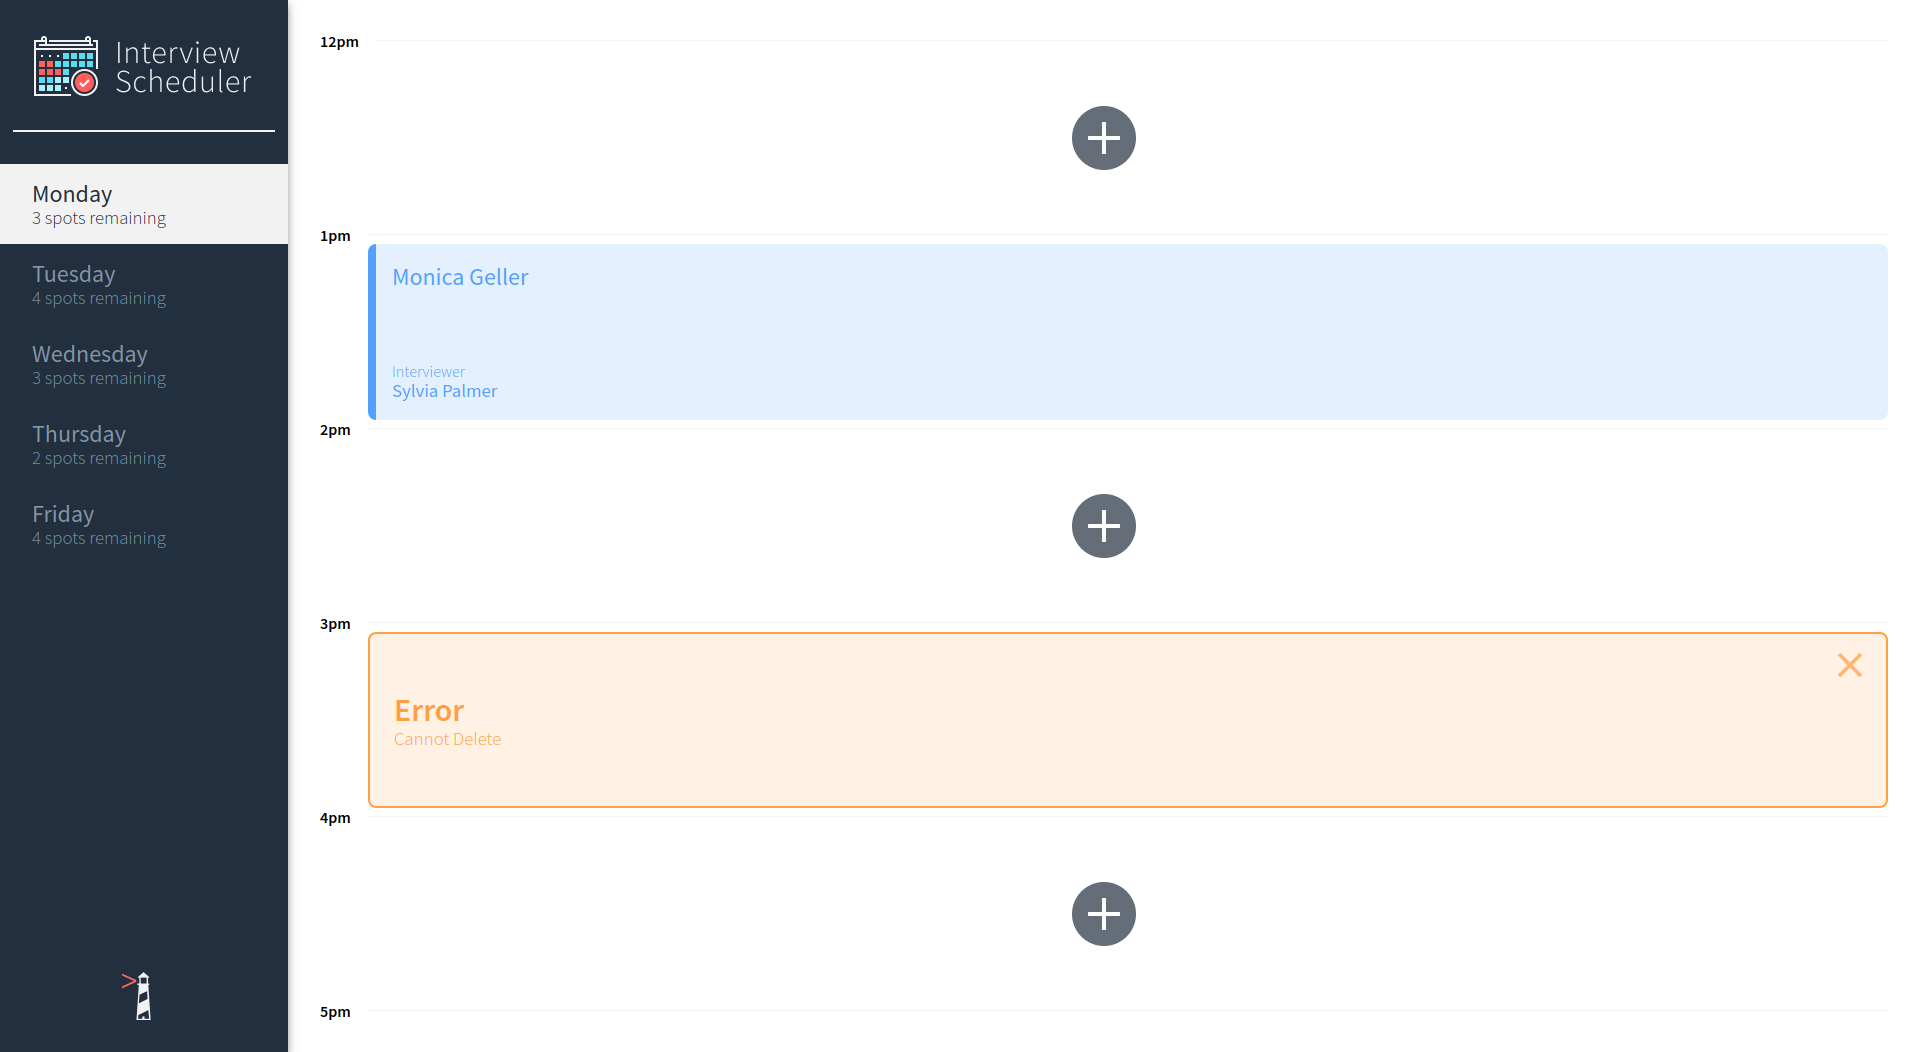 Interview
Scheduler
Monday
3 spots remaining
Tuesday
4 spots remaining
Wednesday
3 spots remaining
Thursday
2 spots remaining
Friday
4 spots remaining
12pm
1pm
Monica Geller
Interviewer
Sylvia Palmer
2pm
3pm
Error
Cannot Delete
4pm
5pm